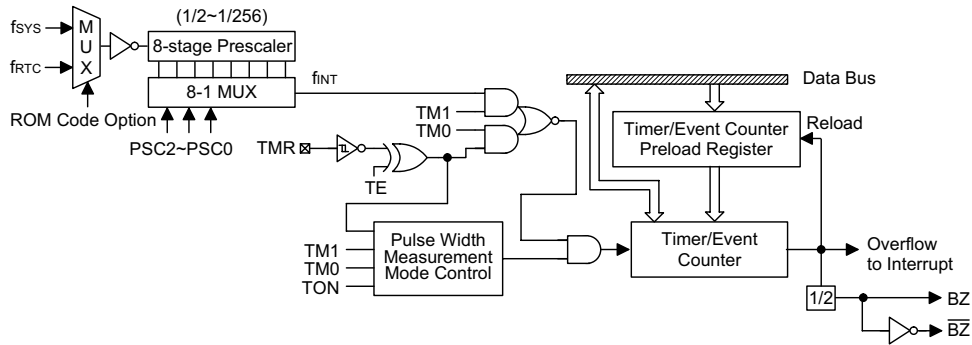 (1/2~1/256)
fSYS
fRTC
M
U
X
8-stage Prescaler
8-1 MUX
ROM Code Option
PSC2~PSC0
fINT
TM1
TM0
TMR
TE
TM1
TM0
TON
Pulse Width
Measurement
Mode Control
Data Bus
Timer/Event Counter
Preload Register
Reload
Timer/Event
Counter
Overflow
to Interrupt
1/2
BZ
B̅Z̅